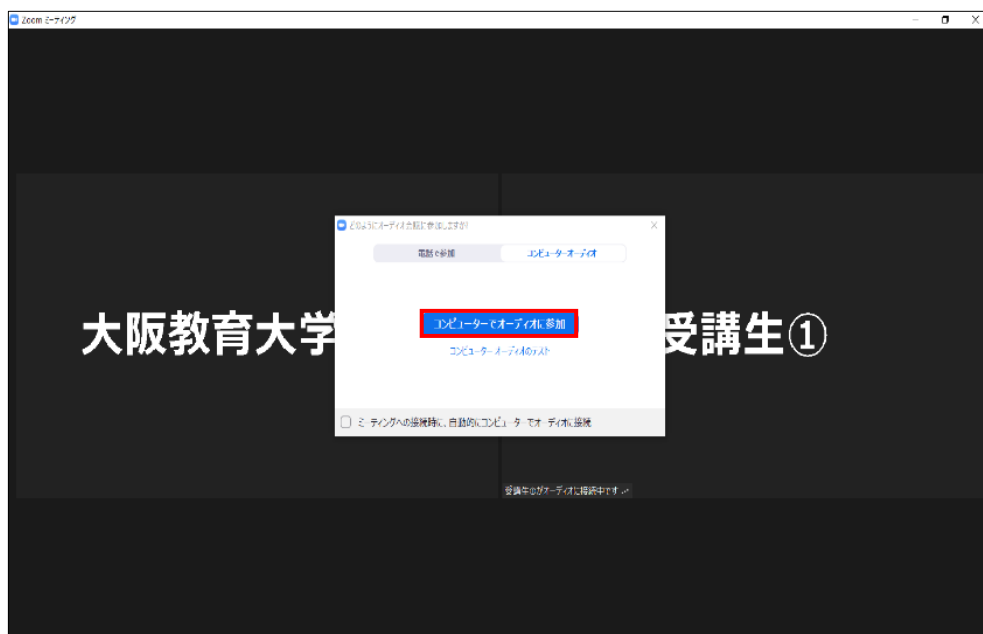 Zoom ミーティング
どのようにオーディオ会議に参加しますか?
電話で参加
コンピューターオーディオ
大阪教育大学
コンピューターでオーディオに参加
受講生①
コンピューターオーディオのテスト
ミーティングへの接続時に、自動的にコンピューターでオーディオに接続
受講生①がオーディオに接続中です